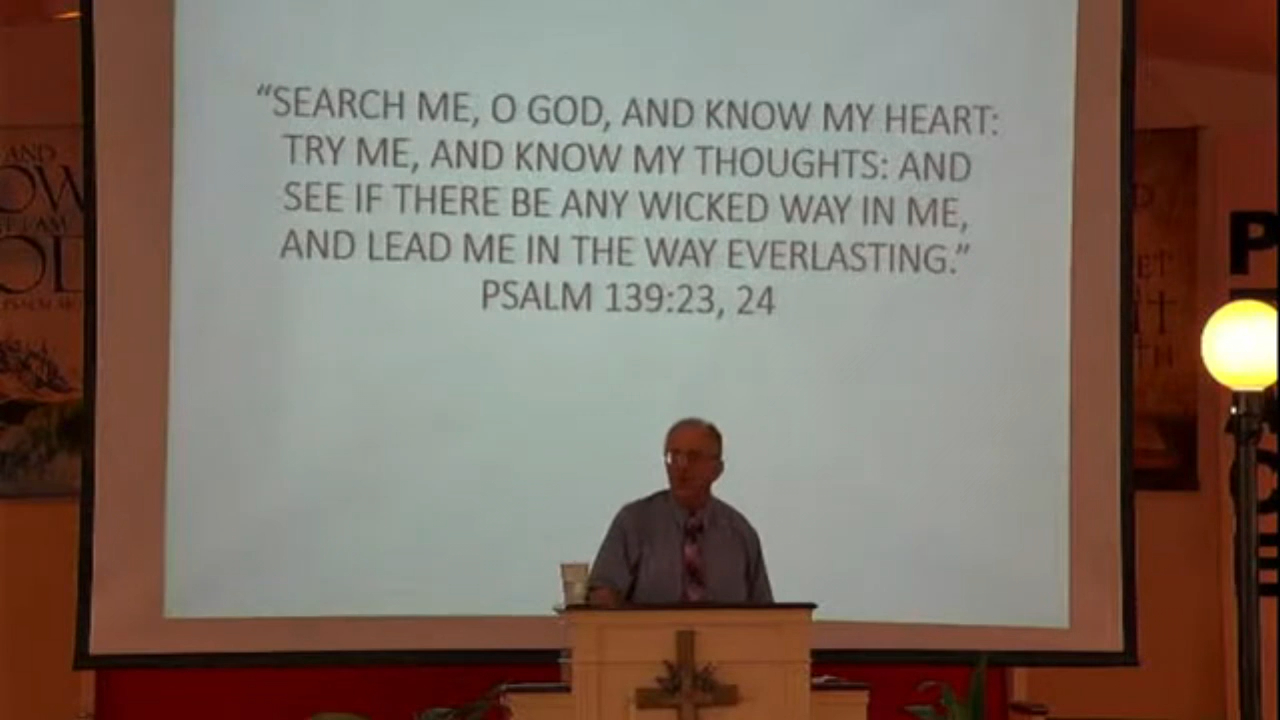 “SEARCH ME, O GOD, AND KNOW MY HEART:
TRY ME, AND KNOW MY THOUGHTS: AND
SEE IF THERE BE ANY WICKED WAY IN ME,
AND LEAD ME IN THE WAY EVERLASTING.”
PSALM 139:23, 24
AND